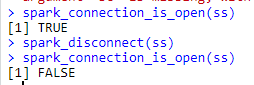 > spark_connection_is_open(ss)
[1] TRUE
> spark_disconnect(ss)
> spark_connection_is_open(ss)
[1] FALSE